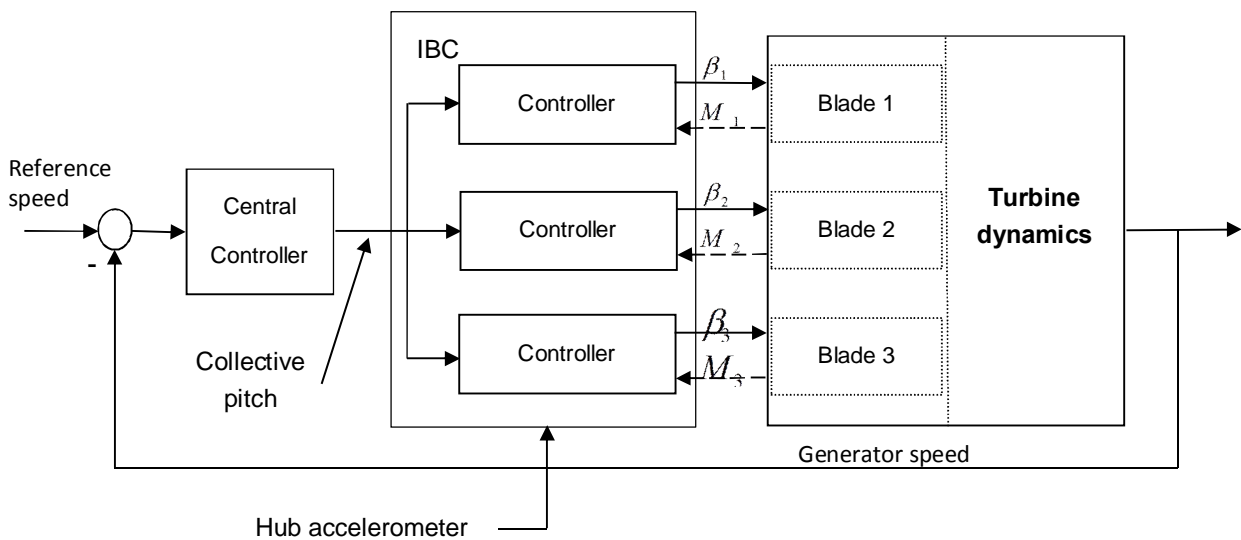 IBC
Reference
speed
-
Central
Controller
Collective
pitch
Controller
β₁
M₁
Blade 1
Controller
β₂
M₂
Blade 2
Controller
β₃
M₃
Blade 3
Turbine
dynamics
Generator speed
Hub accelerometer